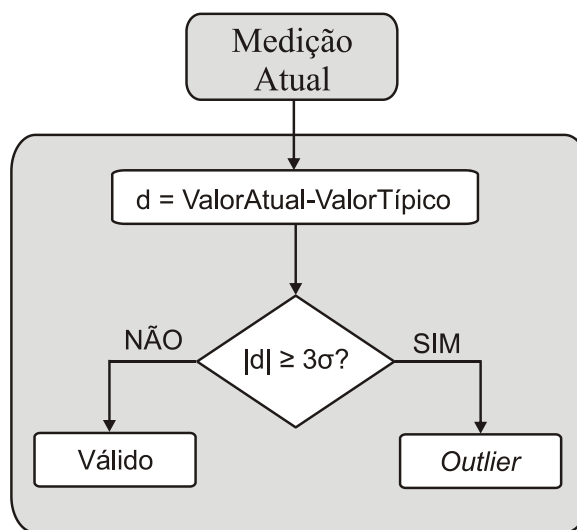 Medição
Atual
d = ValorAtual-ValorTípico
NÃO
|d| ≥ 3σ?
SIM
Válido
Outlier